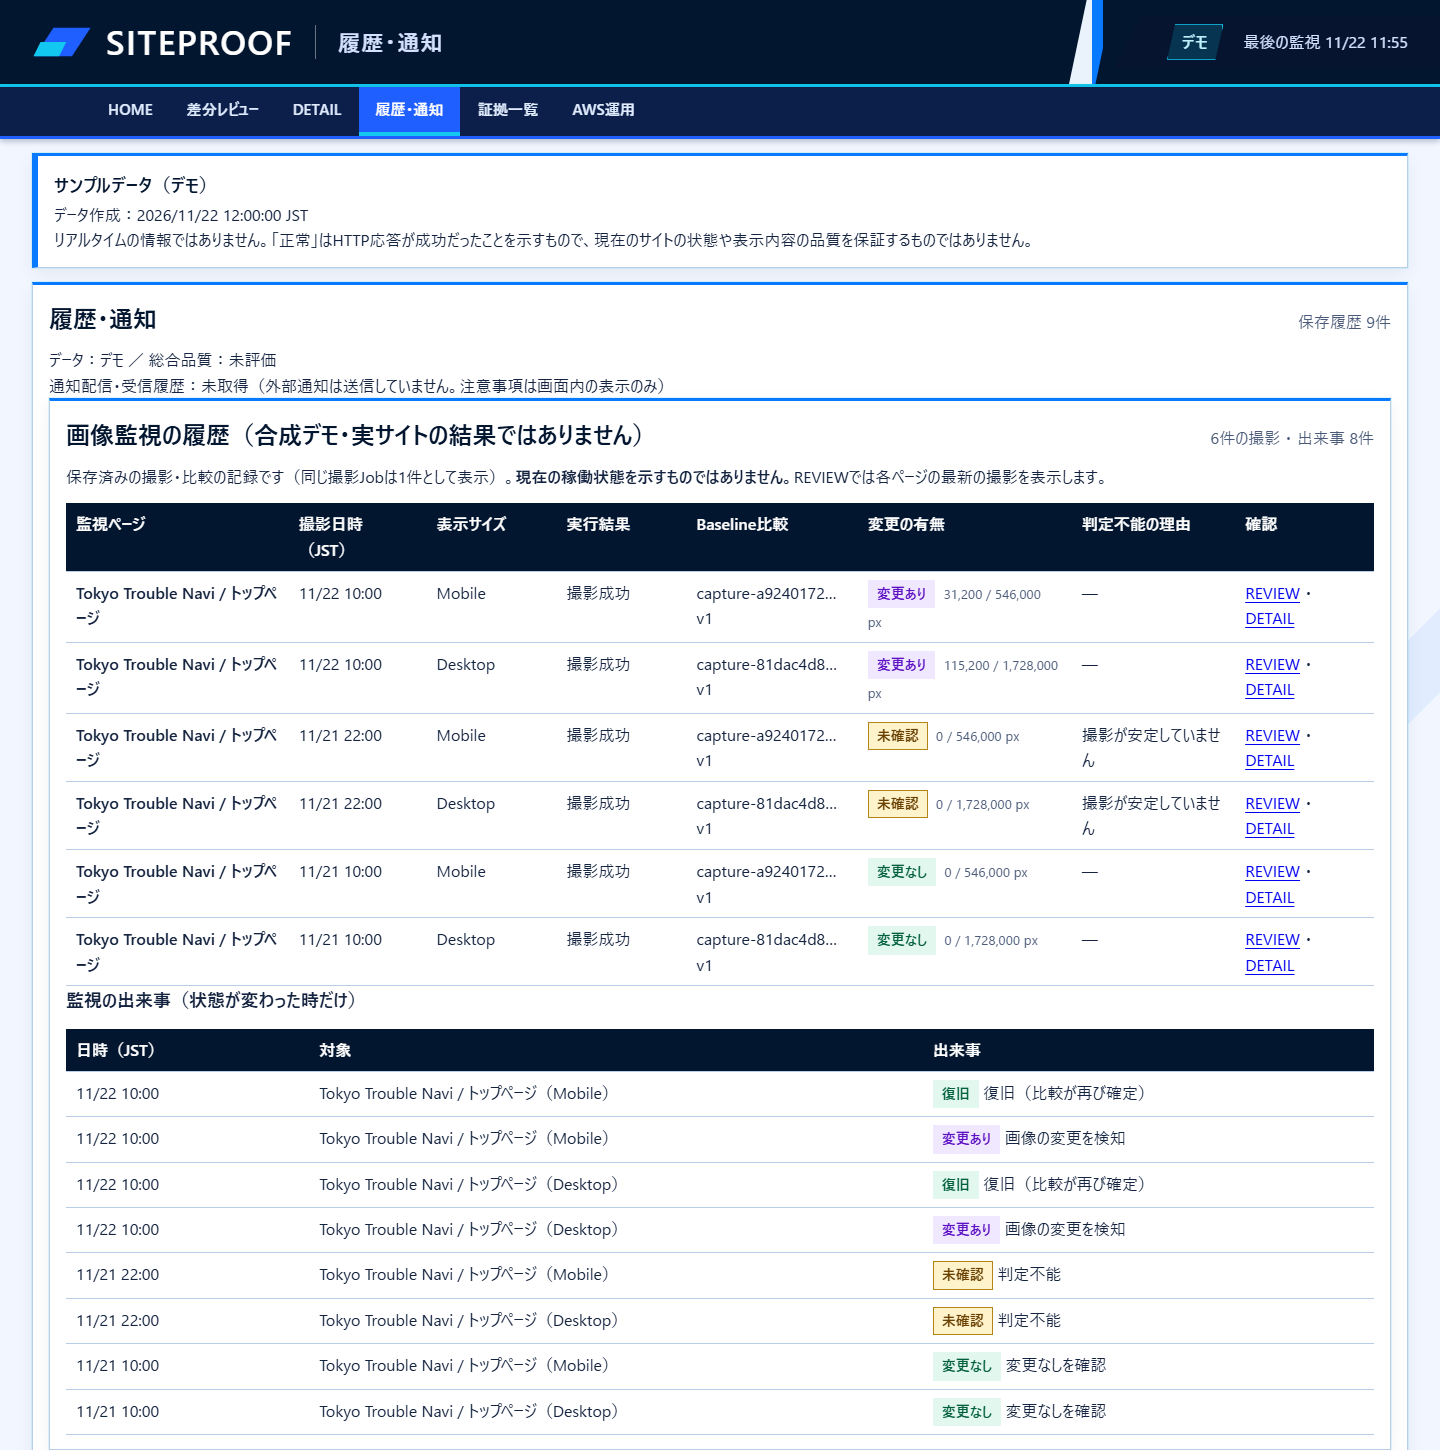 SITEPROOF 履歴・通知 デモ 最後の監視 11/22 11:55
HOME 差分レビュー DETAIL 履歴・通知 証拠一覧 AWS運用
サンプルデータ（デモ）
データ作成：2026/11/22 12:00:00 JST
リアルタイムの情報ではありません。「正常」はHTTP応答が成功だったことを示すもので、現在のサイトの状態や表示内容の品質を保証するものではありません。
履歴・通知 保存履歴 9件
データ：デモ ／ 総合品質：未評価
通知配信・受信履歴：未取得（外部通知は送信していません。注意事項は画面内の表示のみ）
画像監視の履歴（合成デモ・実サイトの結果ではありません） 6件の撮影・出来事 8件
保存済みの撮影・比較の記録です（同じ撮影Jobは1件として表示）。現在の稼働状態を示すものではありません。REVIEWでは各ページの最新の撮影を表示します。
監視ページ 撮影日時 表示サイズ 実行結果 Baseline比較 変更の有無 判定不能の理由 確認
（JST）
Tokyo Trouble Navi / トップペ 11/22 10:00 Mobile 撮影成功 capture-a9240172… 変更あり 31,200 / 546,000 — REVIEW・
ージ v1 px DETAIL
Tokyo Trouble Navi / トップペ 11/22 10:00 Desktop 撮影成功 capture-81dac4d8… 変更あり 115,200 / 1,728,000 — REVIEW・
ージ v1 px DETAIL
Tokyo Trouble Navi / トップペ 11/21 22:00 Mobile 撮影成功 capture-a9240172… 未確認 0 / 546,000 px 撮影が安定していませ REVIEW・
ージ v1 ん DETAIL
Tokyo Trouble Navi / トップペ 11/21 22:00 Desktop 撮影成功 capture-81dac4d8… 未確認 0 / 1,728,000 px 撮影が安定していませ REVIEW・
ージ v1 ん DETAIL
Tokyo Trouble Navi / トップペ 11/21 10:00 Mobile 撮影成功 capture-a9240172… 変更なし 0 / 546,000 px — REVIEW・
ージ v1 DETAIL
Tokyo Trouble Navi / トップペ 11/21 10:00 Desktop 撮影成功 capture-81dac4d8… 変更なし 0 / 1,728,000 px — REVIEW・
ージ v1 DETAIL
監視の出来事（状態が変わった時だけ）
日時（JST） 対象 出来事
11/22 10:00 Tokyo Trouble Navi / トップページ（Mobile） 復旧 復旧（比較が再び確定）
11/22 10:00 Tokyo Trouble Navi / トップページ（Mobile） 変更あり 画像の変更を検知
11/22 10:00 Tokyo Trouble Navi / トップページ（Desktop） 復旧 復旧（比較が再び確定）
11/22 10:00 Tokyo Trouble Navi / トップページ（Desktop） 変更あり 画像の変更を検知
11/21 22:00 Tokyo Trouble Navi / トップページ（Mobile） 未確認 判定不能
11/21 22:00 Tokyo Trouble Navi / トップページ（Desktop） 未確認 判定不能
11/21 10:00 Tokyo Trouble Navi / トップページ（Mobile） 変更なし 変更なしを確認
11/21 10:00 Tokyo Trouble Navi / トップページ（Desktop） 変更なし 変更なしを確認